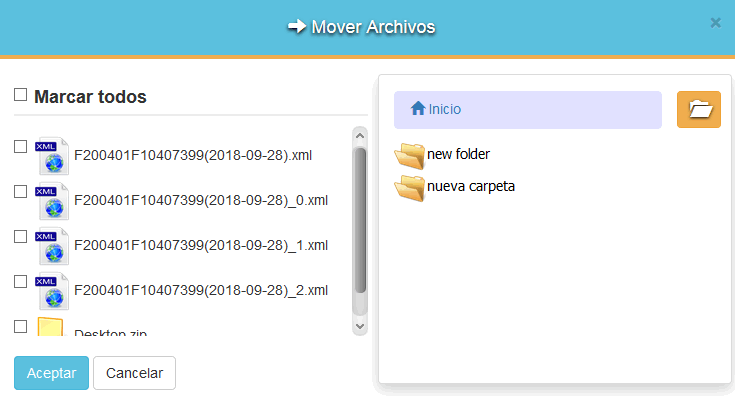 Mover Archivos
×
Marcar todos
XML
F200401F10407399(2018-09-28).xml
XML
F200401F10407399(2018-09-28)_0.xml
XML
F200401F10407399(2018-09-28)_1.xml
XML
F200401F10407399(2018-09-28)_2.xml
Desktop.zip
Aceptar Cancelar
Inicio
new folder
nueva carpeta